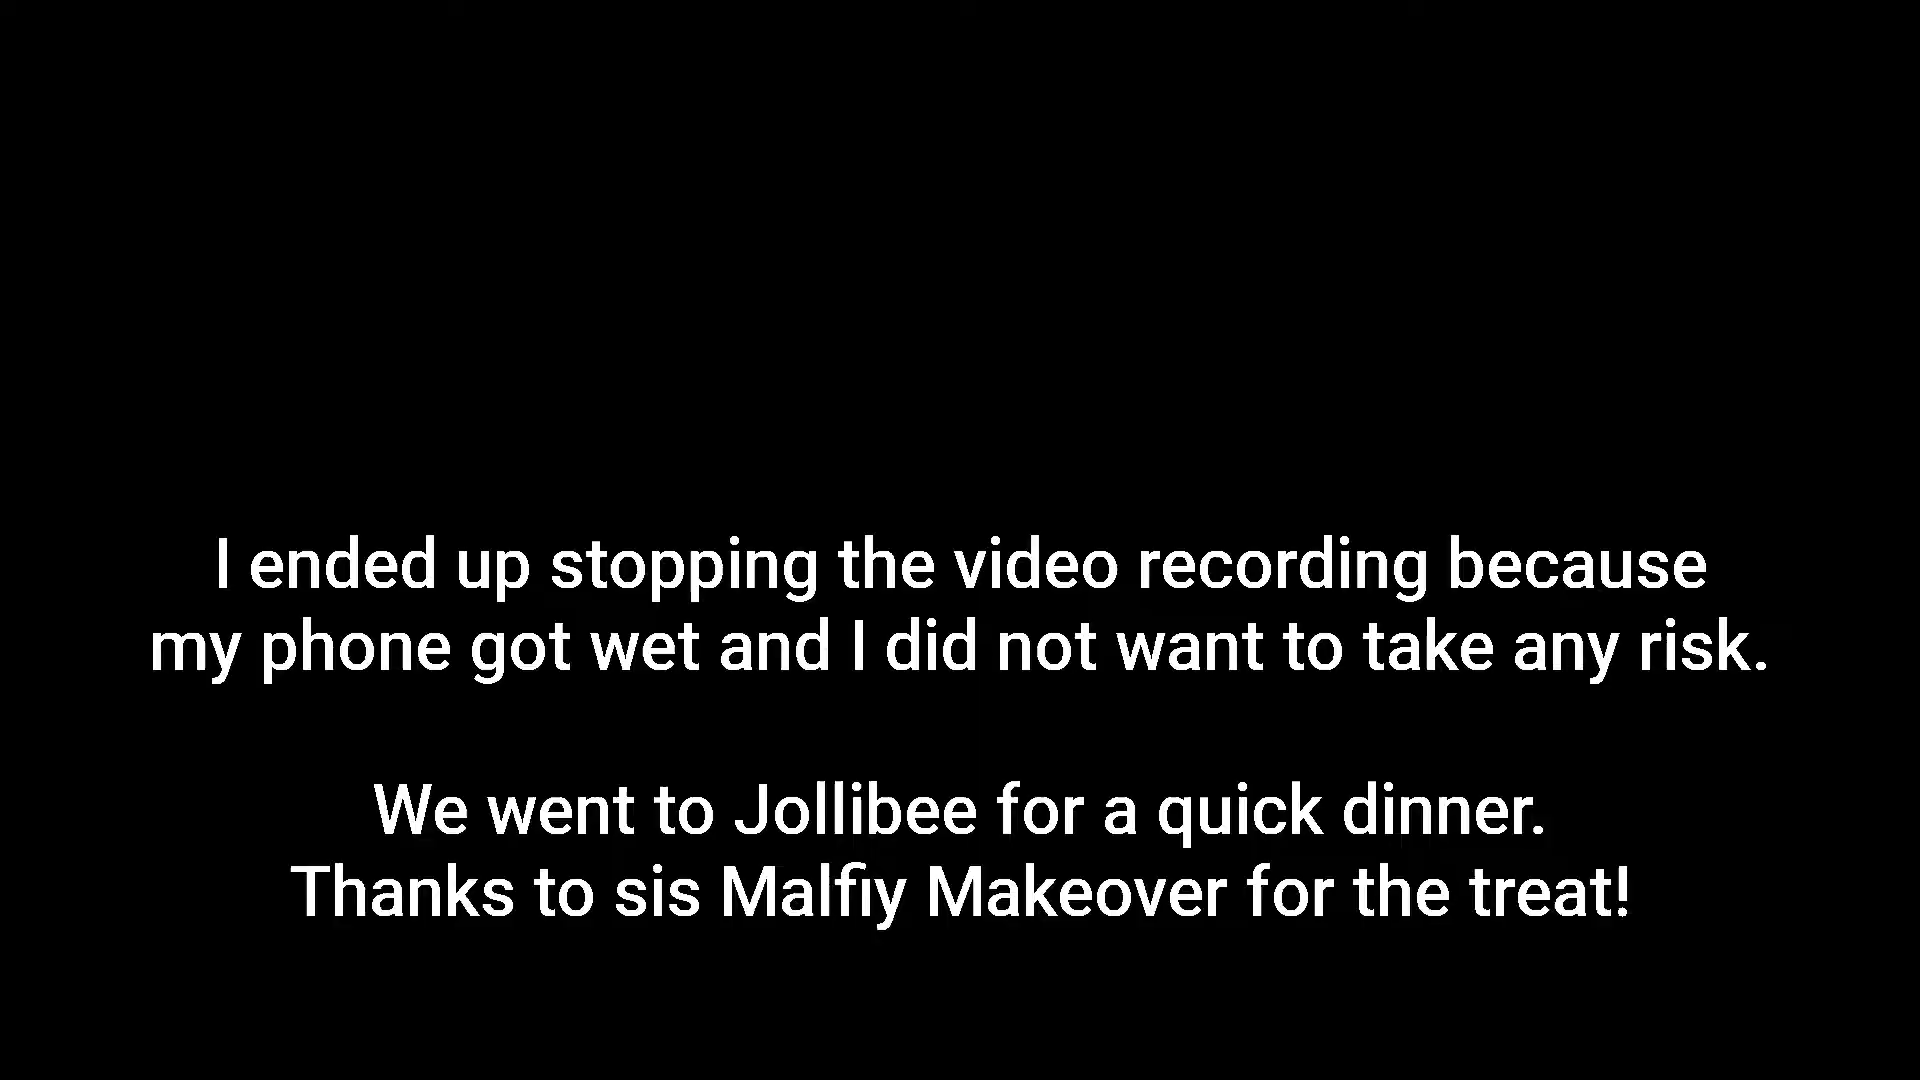 I ended up stopping the video recording because
my phone got wet and I did not want to take any risk.
We went to Jollibee for a quick dinner.
Thanks to sis Malfiy Makeover for the treat!